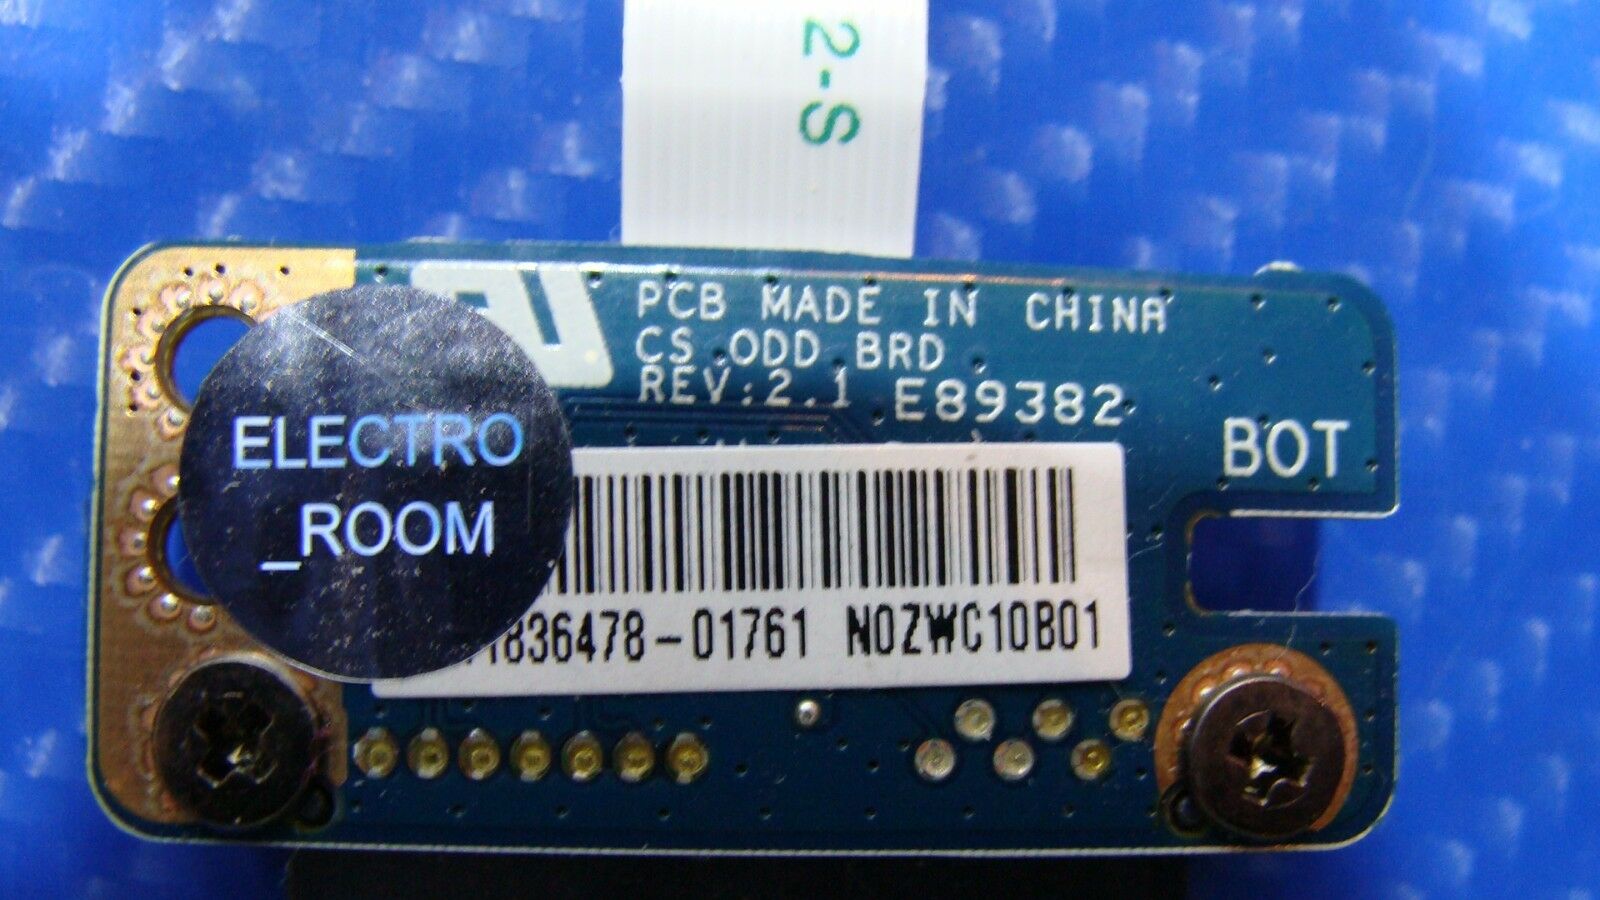 2-S
PCB MADE IN CHINA
CS ODD BRD
REV:2.1 E89382
BOT
ELECTRO
_ROOM
1836478-01761 N0ZWC10B01